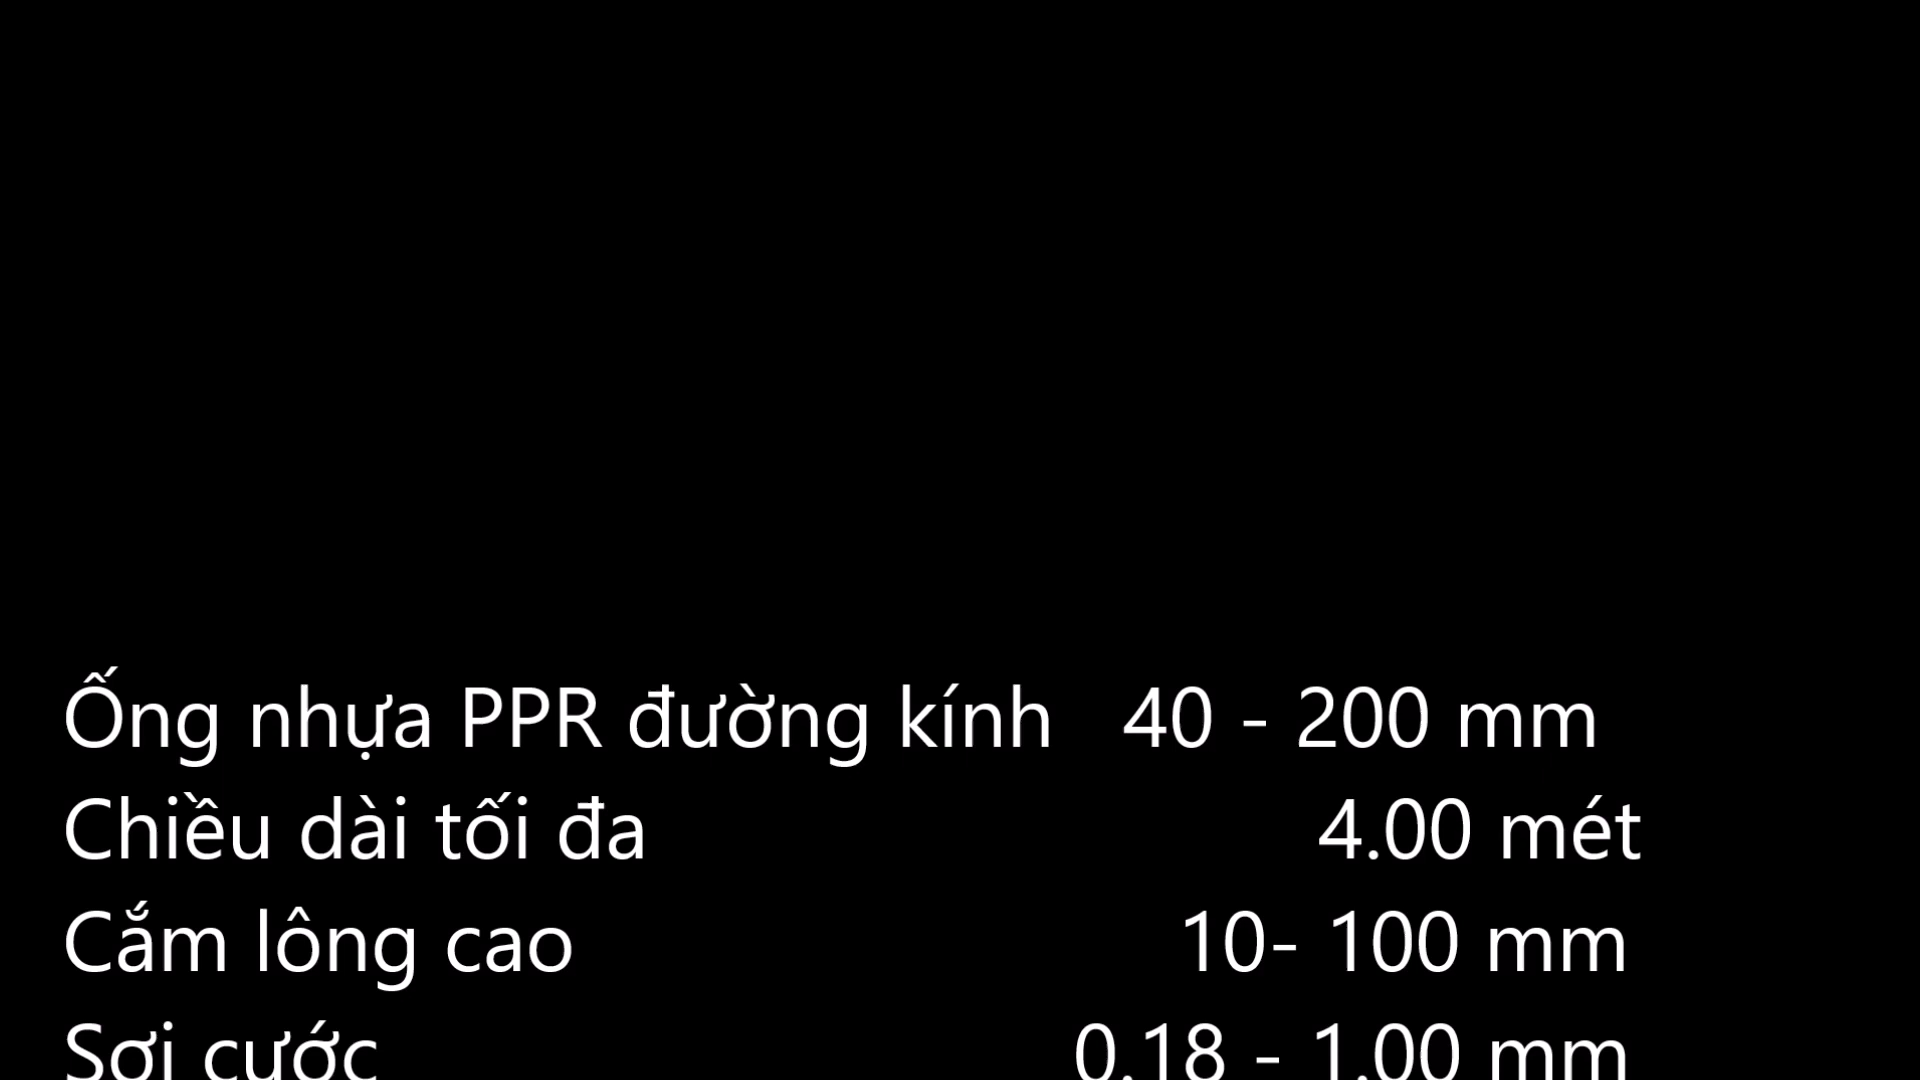 Ống nhựa PPR đường kính 40 - 200 mm
Chiều dài tối đa 4.00 mét
Cắm lông cao 10- 100 mm
Sợi cước 0.18 - 1.00 mm